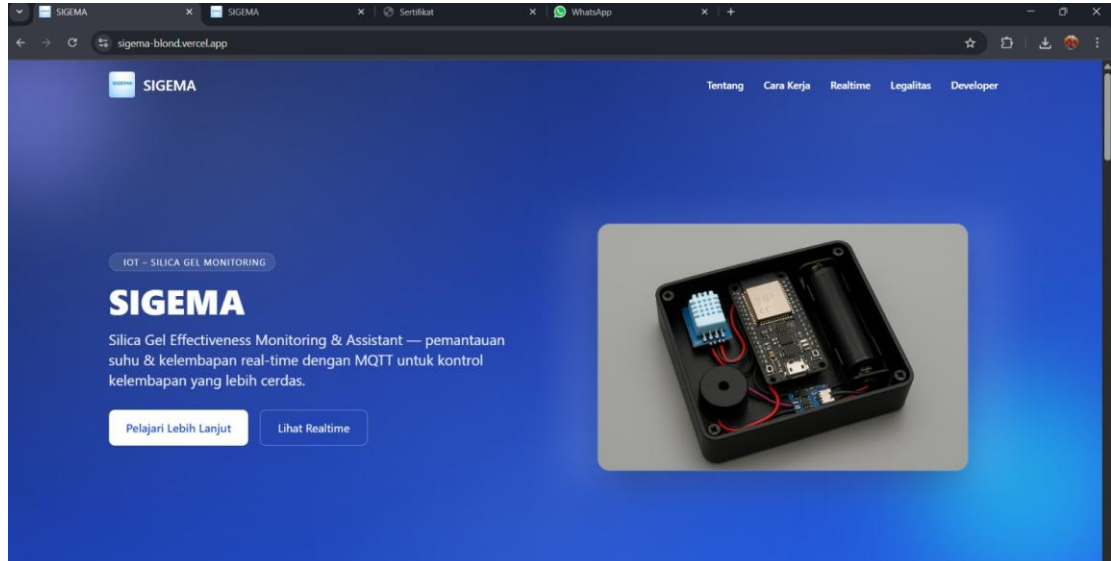 SIGEMA
SIGEMA
Sertifikat
WhatsApp
sigema-blond.vercel.app
SIGEMA
Tentang
Cara Kerja
Realtime
Legalitas
Developer
IOT – SILICA GEL MONITORING
SIGEMA
Silica Gel Effectiveness Monitoring & Assistant — pemantauan
suhu & kelembapan real-time dengan MQTT untuk kontrol
kelembapan yang lebih cerdas.
Pelajari Lebih Lanjut
Lihat Realtime